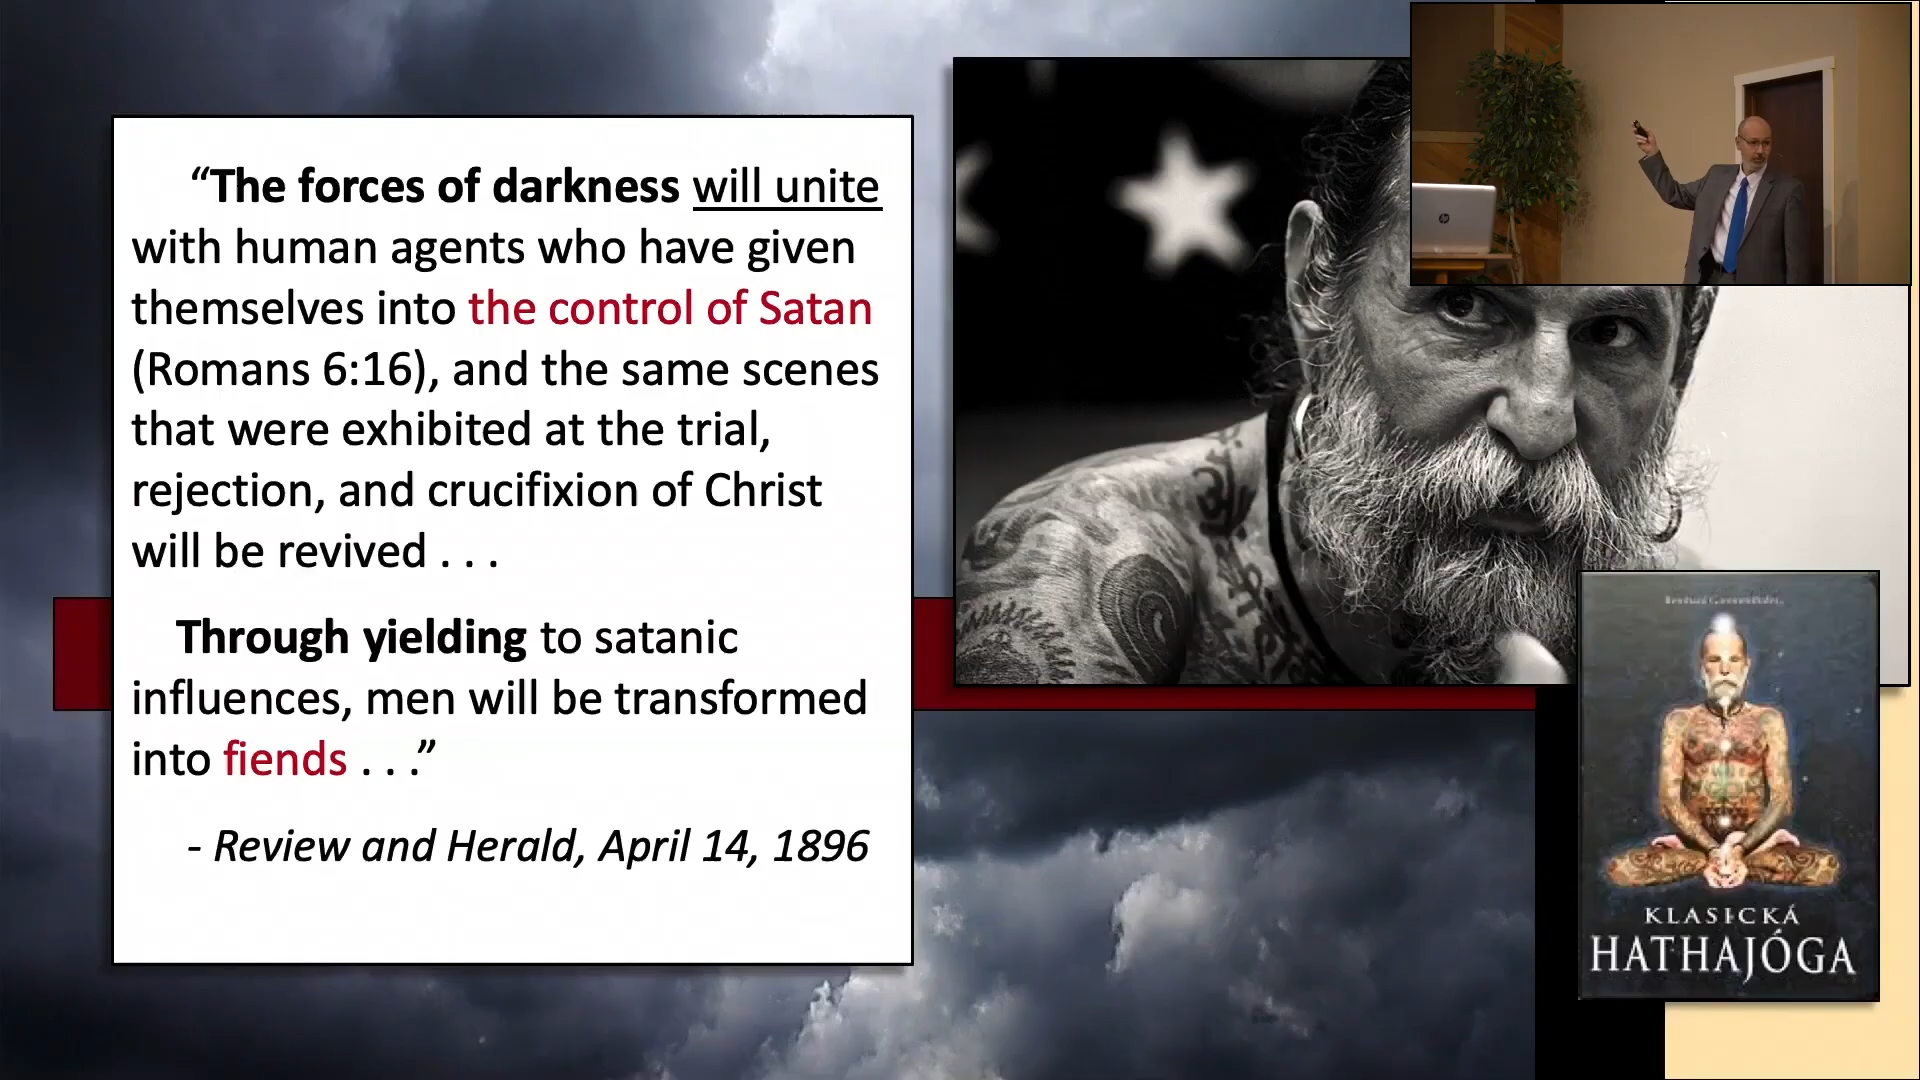 “The forces of darkness will unite
with human agents who have given
themselves into the control of Satan
(Romans 6:16), and the same scenes
that were exhibited at the trial,
rejection, and crucifixion of Christ
will be revived . . .
Through yielding to satanic
influences, men will be transformed
into fiends . . .”
- Review and Herald, April 14, 1896
hp
KLASICKÁ
HATHAJÓGA